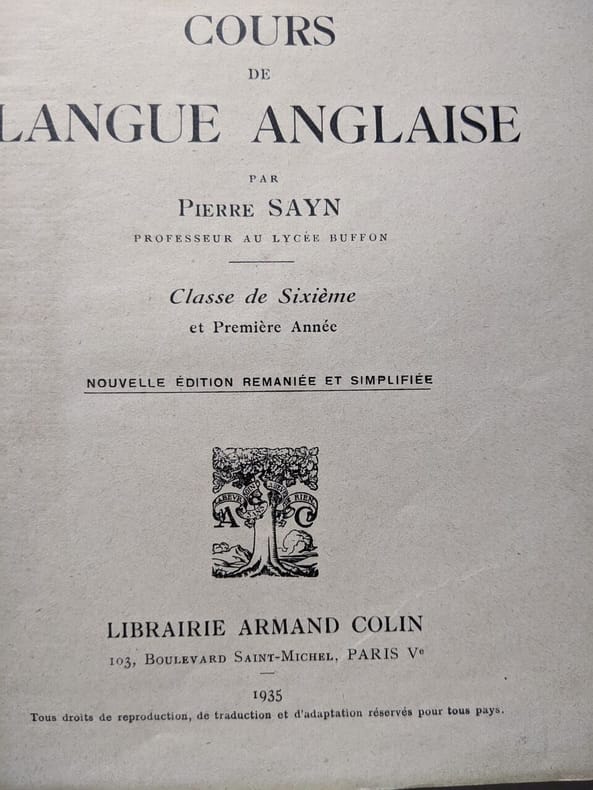 COURS
DE
LANGUE ANGLAISE
PAR
PIERRE SAYN
PROFESSEUR AU LYCÉE BUFFON
Classe de Sixième
et Première Année
NOUVELLE ÉDITION REMANIÉE ET SIMPLIFIÉE
RIEN
A C
LIBRAIRIE ARMAND COLIN
103, BOULEVARD SAINT-MICHEL, PARIS Vᵉ
1935
Tous droits de reproduction, de traduction et d'adaptation réservés pour tous pays.